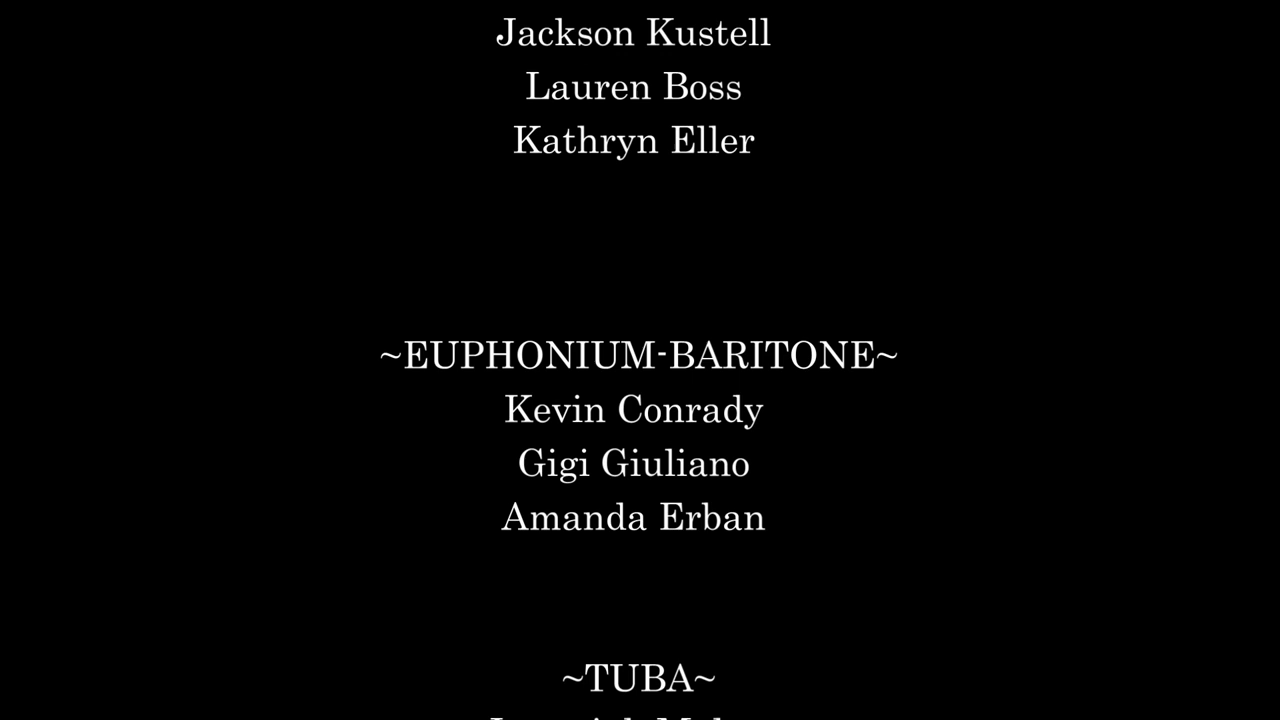 Jackson Kustell
Lauren Boss
Kathryn Eller
~EUPHONIUM-BARITONE~
Kevin Conrady
Gigi Giuliano
Amanda Erban
~TUBA~